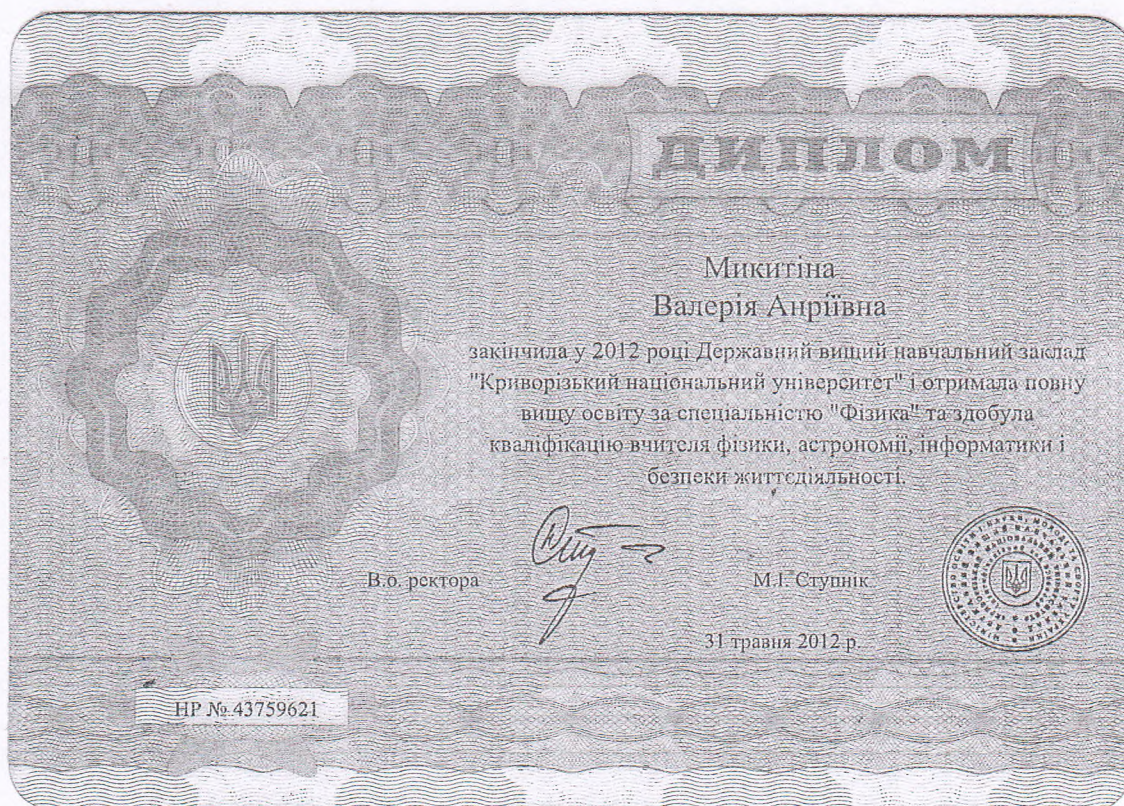 ДИПЛОМ
Микитіна
Валерія Анріївна
закінчила у 2012 році Державний вищий навчальний заклад
"Криворізький національний університет" і отримала повну
вищу освіту за спеціальністю "Фізика" та здобула
кваліфікацію вчителя фізики, астрономії, інформатики і
безпеки життєдіяльності.
В.о. ректора М.І. Ступнік
31 травня 2012 р.
НР № 43759621